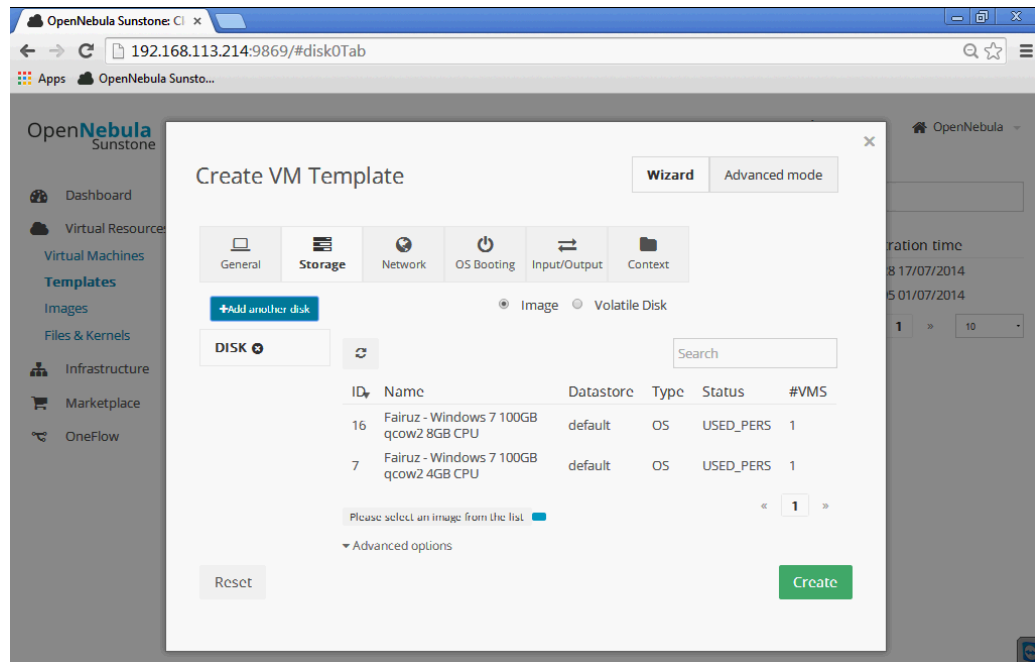 OpenNebula Sunstone: Cl ×
192.168.113.214:9869/#disk0Tab
Apps OpenNebula Sunsto...
OpenNebula
Sunstone
OpenNebula
Dashboard
Virtual Resources
Virtual Machines
Templates
Images
Files & Kernels
Infrastructure
Marketplace
OneFlow
ration time
8 17/07/2014
5 01/07/2014
1 » 10
×
Create VM Template
Wizard Advanced mode
General Storage Network OS Booting Input/Output Context
+Add another disk
Image Volatile Disk
DISK
Search
ID Name Datastore Type Status #VMS
16 Fairuz - Windows 7 100GB qcow2 8GB CPU default OS USED_PERS 1
7 Fairuz - Windows 7 100GB qcow2 4GB CPU default OS USED_PERS 1
« 1 »
Please select an image from the list
Advanced options
Reset Create